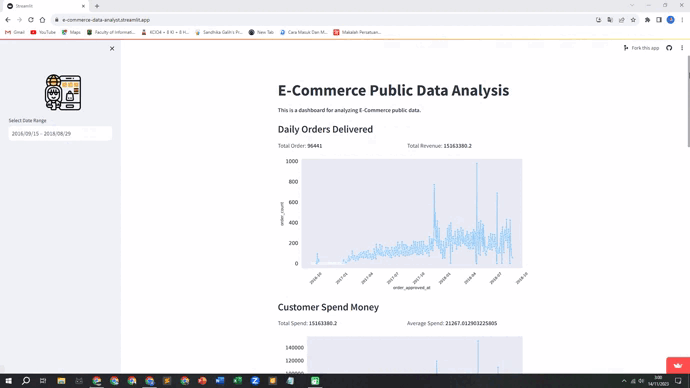 Streamlit
e-commerce-data-analyst.streamlit.app
Gmail
YouTube
Maps
Faculty of Informati...
Sandhika Galih's Pr...
New Tab
Cara Masuk Dan M...
Makalah Persatuan...
Fork this app
Select Date Range
2016/09/15 – 2018/08/29
E-Commerce Public Data Analysis
This is a dashboard for analyzing E-Commerce public data.
Daily Orders Delivered
Total Order: 96441
Total Revenue: 15163380.2
1000
800
600
400
200
0
order_count
2016-10
2017-01
2017-04
2017-07
2017-10
2018-01
2018-04
2018-07
2018-10
order_approved_at
Customer Spend Money
Total Spend: 15163380.2
Average Spend: 21267.012903225805
140000
120000
100000
3:00
14/11/2023